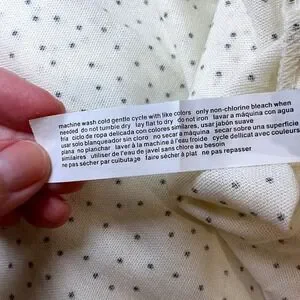 machine wash cold gentle cycle with like colors only non-chlorine bleach when
needed do not tumble dry lay flat to dry do not iron lavar a máquina con agua
fria ciclo de ropa delicada con colores similares. usar jabón suave
usar solo blanqueador sin cloro no secar a máquina secar sobre una superficie
plana no planchar laver à la machine à l'eau froide cycle dellicat avec couleurs
similaires utiliser de l'eau de javel sans chlore au besoin
ne pas sécher par culbutage faire sécher à plat ne pas repasser